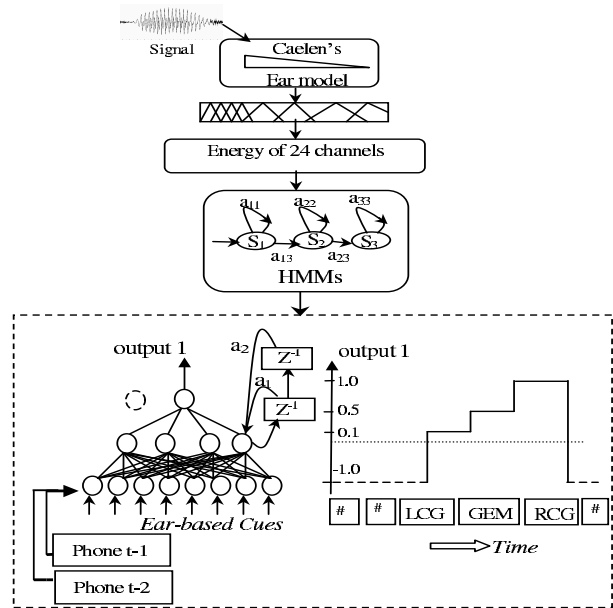 Signal
Caelen's
Ear model
Energy of 24 channels
a11 a22 a33
S1 S2 S3
a13 a23
HMMs
output 1
a2
Z-1
a1
Z-1
Ear-based Cues
Phone t-1
Phone t-2
output 1
1.0
0.5
0.1
-1.0
# # LCG GEM RCG #
Time